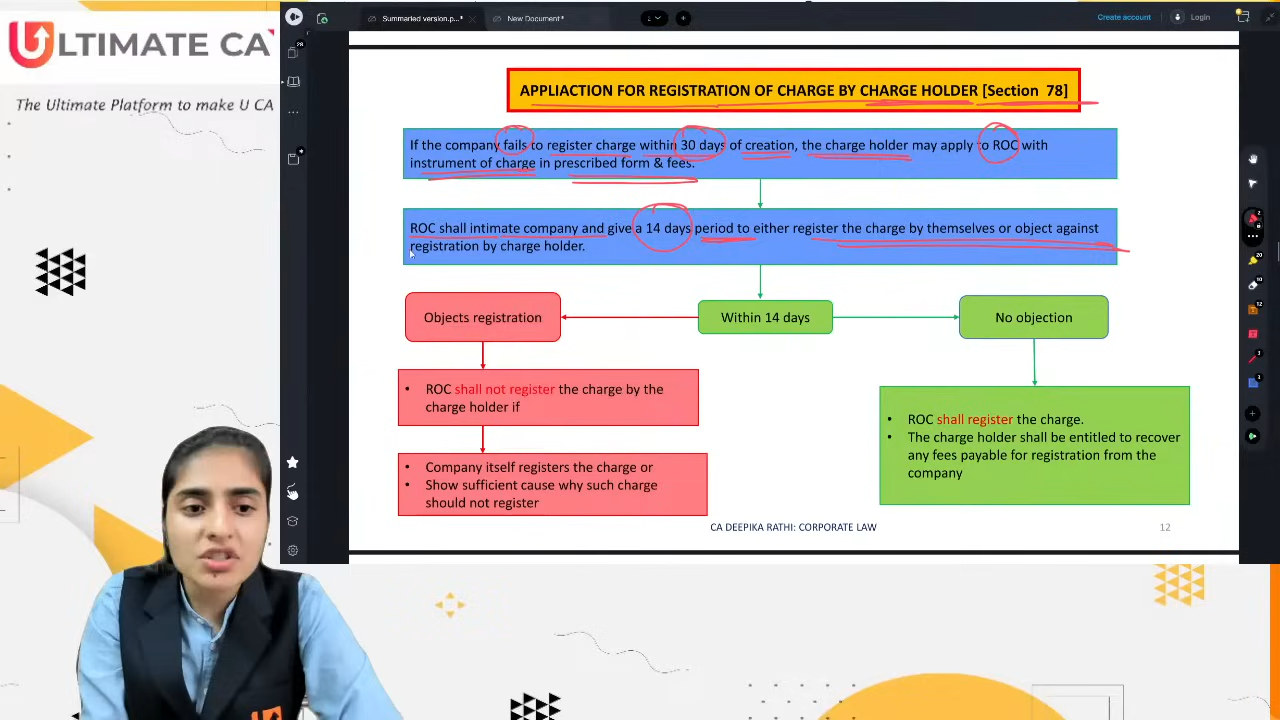 ULTIMATE CA
The Ultimate Platform to make U CA
Summaried version.p...*
New Document*
1
Create account
Login
28
APPLIACTION FOR REGISTRATION OF CHARGE BY CHARGE HOLDER [Section 78]
If the company fails to register charge within 30 days of creation, the charge holder may apply to ROC with
instrument of charge in prescribed form & fees.
ROC shall intimate company and give a 14 days period to either register the charge by themselves or object against
registration by charge holder.
Objects registration
Within 14 days
No objection
• ROC shall not register the charge by the
charge holder if
• Company itself registers the charge or
• Show sufficient cause why such charge
should not register
• ROC shall register the charge.
• The charge holder shall be entitled to recover
any fees payable for registration from the
company
CA DEEPIKA RATHI: CORPORATE LAW
12